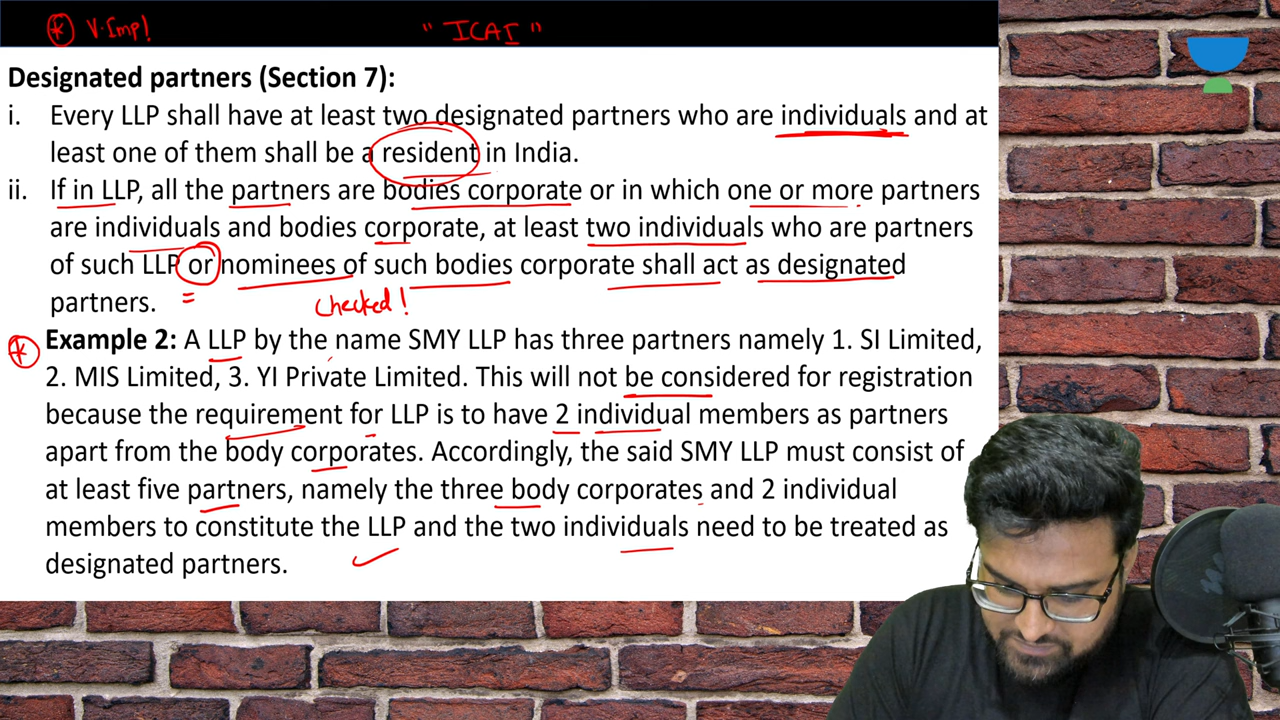 * V.Imp! "ICAI"
Designated partners (Section 7):
i. Every LLP shall have at least two designated partners who are individuals and at
least one of them shall be a resident in India.
ii. If in LLP, all the partners are bodies corporate or in which one or more partners
are individuals and bodies corporate, at least two individuals who are partners
of such LLP or nominees of such bodies corporate shall act as designated
partners. checked!
* Example 2: A LLP by the name SMY LLP has three partners namely 1. SI Limited,
2. MIS Limited, 3. YI Private Limited. This will not be considered for registration
because the requirement for LLP is to have 2 individual members as partners
apart from the body corporates. Accordingly, the said SMY LLP must consist of
at least five partners, namely the three body corporates and 2 individual
members to constitute the LLP and the two individuals need to be treated as
designated partners.